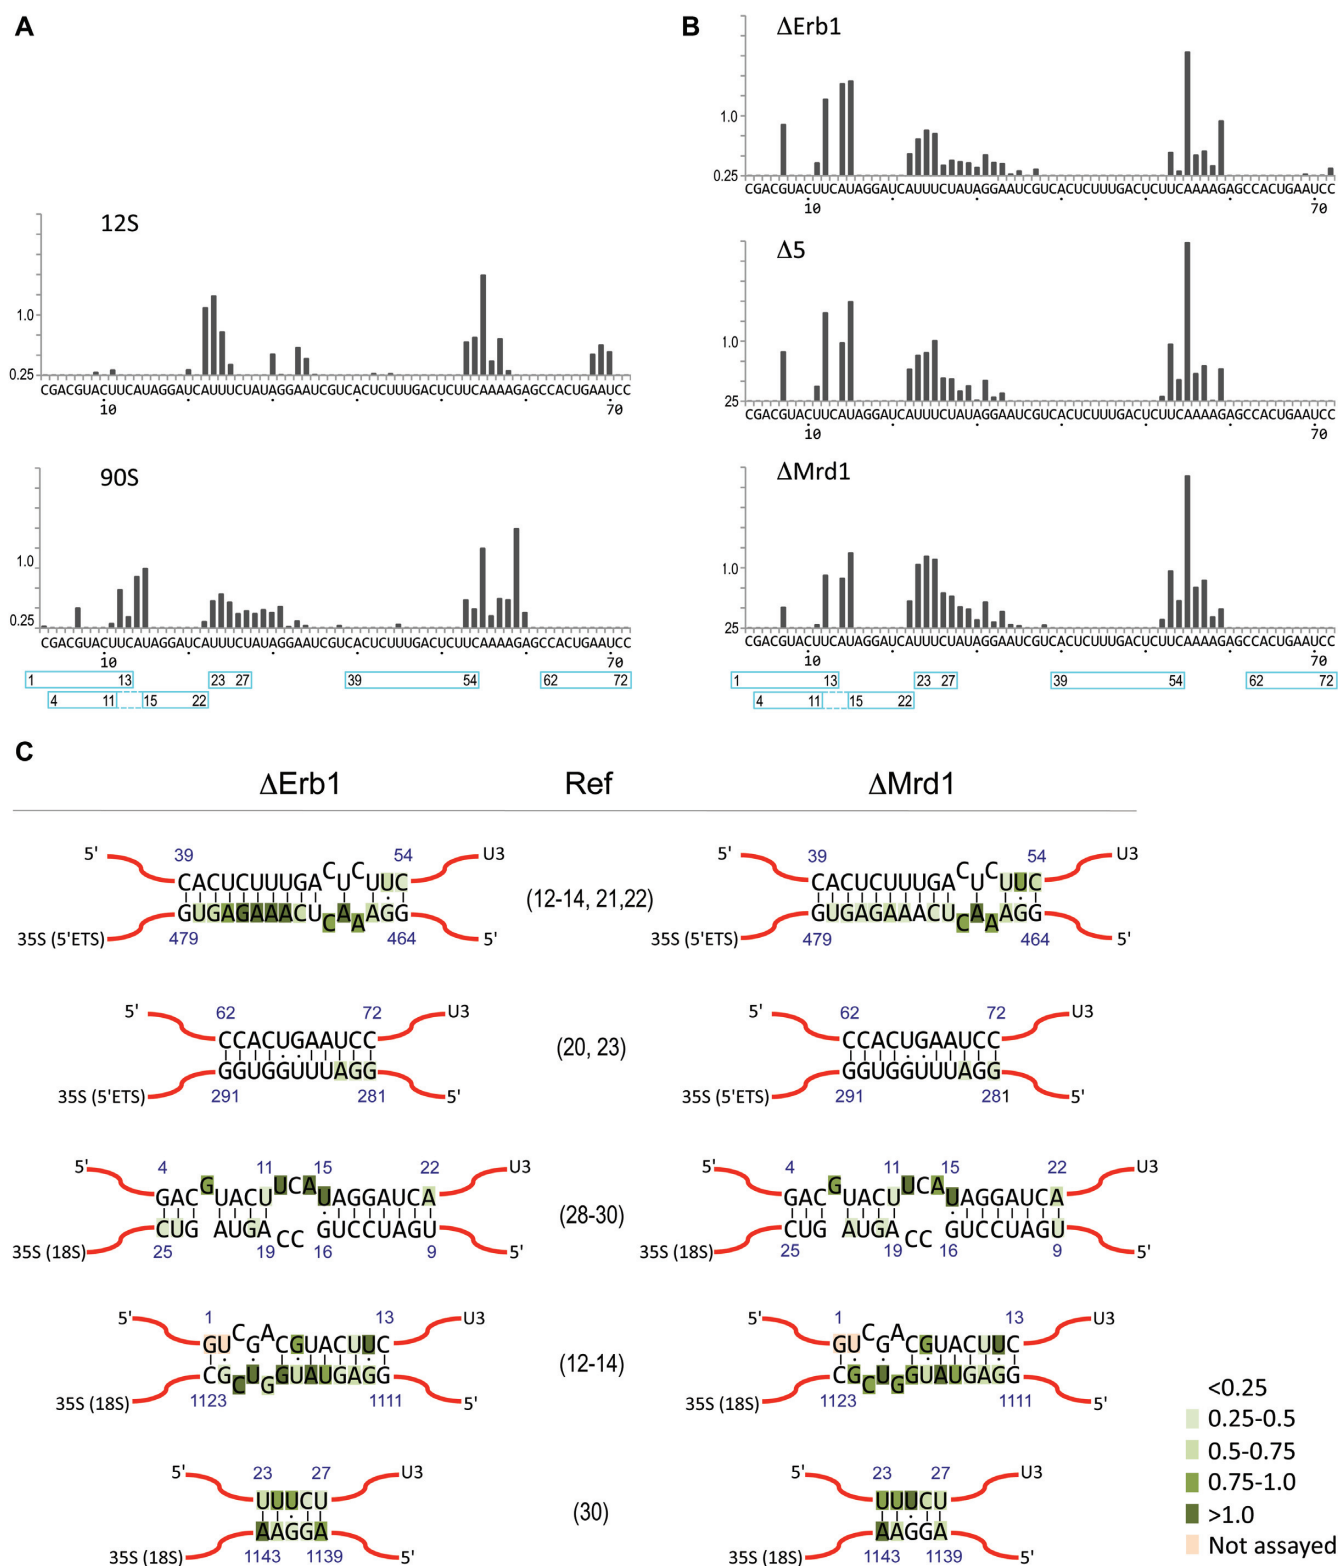 A
12S
1.0
0.25
CGACGUACUUCAUAGGAUCAUUUCUAUAGGAAUCGUCACUCUUUGACUCUUCAAAAGAGCCACUGAAUCC
10
70
90S
1.0
0.25
CGACGUACUUCAUAGGAUCAUUUCUAUAGGAAUCGUCACUCUUUGACUCUUCAAAAGAGCCACUGAAUCC
10
70
1 13 23 27 39 54 62 72
4 11 15 22
B
ΔErb1
1.0
0.25
CGACGUACUUCAUAGGAUCAUUUCUAUAGGAAUCGUCACUCUUUGACUCUUCAAAAGAGCCACUGAAUCC
10
70
Δ5
1.0
25
CGACGUACUUCAUAGGAUCAUUUCUAUAGGAAUCGUCACUCUUUGACUCUUCAAAAGAGCCACUGAAUCC
10
70
ΔMrd1
1.0
25
CGACGUACUUCAUAGGAUCAUUUCUAUAGGAAUCGUCACUCUUUGACUCUUCAAAAGAGCCACUGAAUCC
10
70
1 13 23 27 39 54 62 72
4 11 15 22
C
ΔErb1 Ref ΔMrd1
5' 39 54 U3
CACUCUUUGACUCUUC
GUGAGAAACUCAAAGG
35S (5'ETS) 479 464 5'
(12-14, 21,22)
5' 39 54 U3
CACUCUUUGACUCUUC
GUGAGAAACUCAAAGG
35S (5'ETS) 479 464 5'
5' 62 72 U3
CCACUGAAUCC
GGUGGUUUAGG
35S (5'ETS) 291 281 5'
(20, 23)
5' 62 72 U3
CCACUGAAUCC
GGUGGUUUAGG
35S (5'ETS) 291 281 5'
5' 4 11 15 22 U3
GACGUACUUCAUAGGAUCA
CUG AUGACC GUCCUAGU
35S (18S) 25 19 16 9 5'
(28-30)
5' 4 11 15 22 U3
GACGUACUUCAUAGGAUCA
CUG AUGACC GUCCUAGU
35S (18S) 25 19 16 9 5'
5' 1 13 U3
GUCGACGUACUUC
CGCUGGUAUGAGG
35S (18S) 1123 1111 5'
(12-14)
5' 1 13 U3
GUCGACGUACUUC
CGCUGGUAUGAGG
35S (18S) 1123 1111 5'
5' 23 27 U3
UUUCU
AAGGA
35S (18S) 1143 1139 5'
(30)
5' 23 27 U3
UUUCU
AAGGA
35S (18S) 1143 1139 5'
<0.25
0.25-0.5
0.5-0.75
0.75-1.0
>1.0
Not assayed